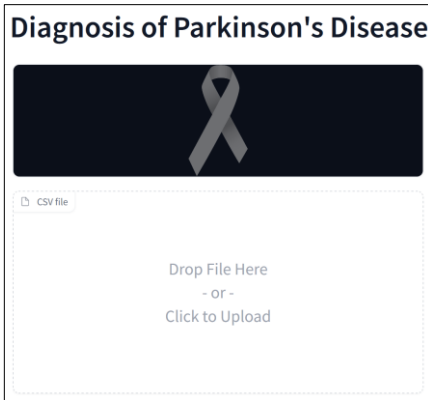 Diagnosis of Parkinson's Disease
CSV file
Drop File Here
- or -
Click to Upload